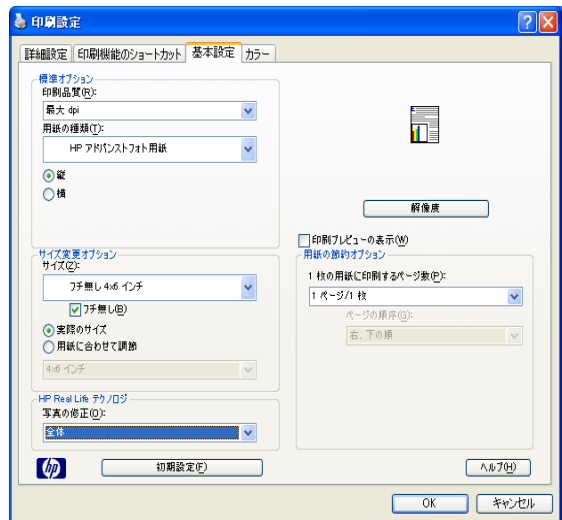 印刷設定
詳細設定 印刷機能のショートカット 基本設定 カラー
標準オプション
印刷品質(R):
最大 dpi
用紙の種類(T):
HP アドバンストフォト用紙
縦
横
解像度
印刷プレビューの表示(W)
サイズ変更オプション
サイズ(Z):
フチ無し 4x6 インチ
フチ無し(B)
実際のサイズ
用紙に合わせて調節
4x6 インチ
用紙の節約オプション
1 枚の用紙に印刷するページ数(P):
1 ページ/1 枚
ページの順序(G):
右、下の順
HP Real Life テクノロジ
写真の修正(O):
全体
hp
初期設定(F)
ヘルプ(H)
OK キャンセル